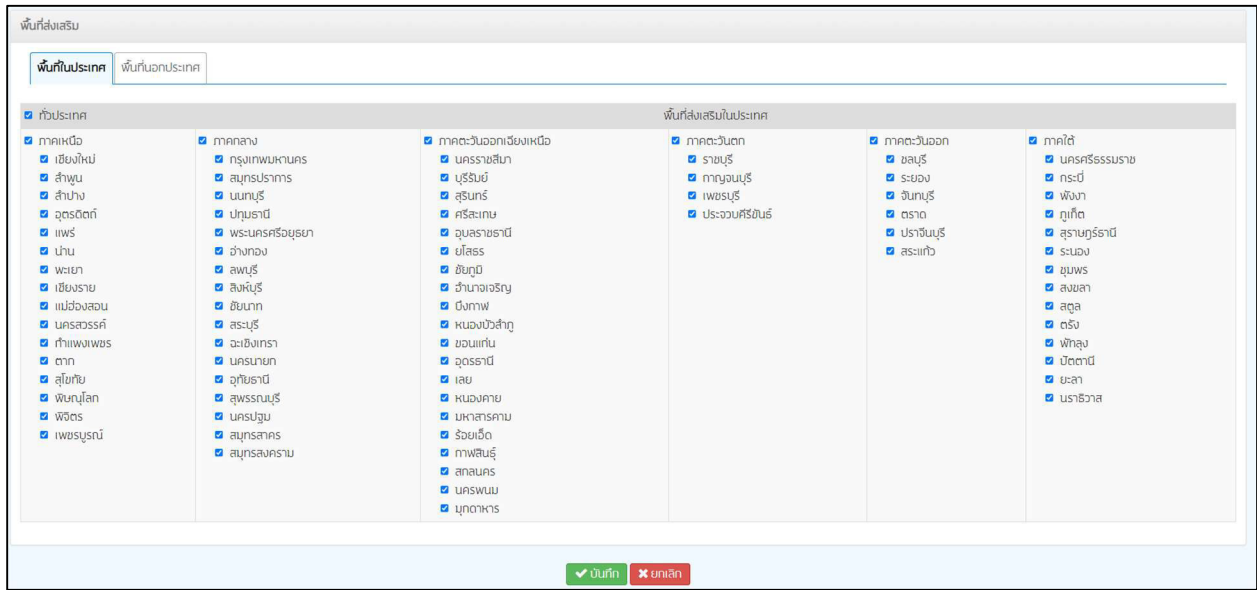 พื้นที่ส่งเสริม
พื้นที่ในประเทศ
พื้นที่นอกประเทศ
ทั่วประเทศ
พื้นที่ส่งเสริมในประเทศ
ภาคเหนือ
เชียงใหม่
ลำพูน
ลำปาง
อุตรดิตถ์
แพร่
น่าน
พะเยา
เชียงราย
แม่ฮ่องสอน
นครสวรรค์
กำแพงเพชร
ตาก
สุโขทัย
พิษณุโลก
พิจิตร
เพชรบูรณ์
ภาคกลาง
กรุงเทพมหานคร
สมุทรปราการ
นนทบุรี
ปทุมธานี
พระนครศรีอยุธยา
อ่างทอง
ลพบุรี
สิงห์บุรี
ชัยนาท
สระบุรี
ฉะเชิงเทรา
นครนายก
อุทัยธานี
สุพรรณบุรี
นครปฐม
สมุทรสาคร
สมุทรสงคราม
ภาคตะวันออกเฉียงเหนือ
นครราชสีมา
บุรีรัมย์
สุรินทร์
ศรีสะเกษ
อุบลราชธานี
ยโสธร
ชัยภูมิ
อำนาจเจริญ
บึงกาฬ
หนองบัวลำภู
ขอนแก่น
อุดรธานี
เลย
หนองคาย
มหาสารคาม
ร้อยเอ็ด
กาฬสินธุ์
สกลนคร
นครพนม
มุกดาหาร
ภาคตะวันตก
ราชบุรี
กาญจนบุรี
เพชรบุรี
ประจวบคีรีขันธ์
ภาคตะวันออก
ชลบุรี
ระยอง
จันทบุรี
ตราด
ปราจีนบุรี
สระแก้ว
ภาคใต้
นครศรีธรรมราช
กระบี่
พังงา
ภูเก็ต
สุราษฎร์ธานี
ระนอง
ชุมพร
สงขลา
สตูล
ตรัง
พัทลุง
ปัตตานี
ยะลา
นราธิวาส
บันทึก
ยกเลิก